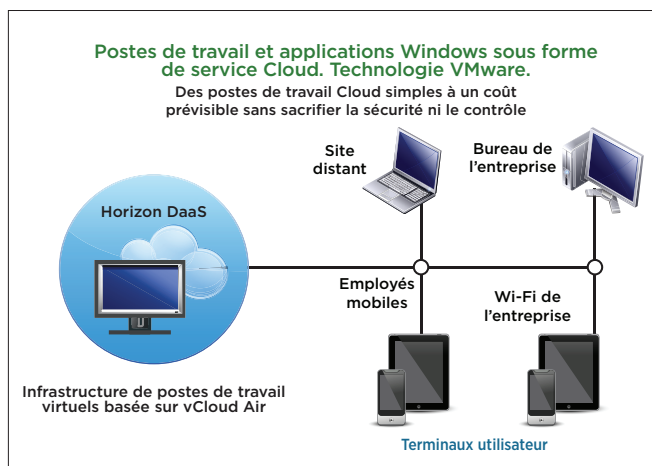 Postes de travail et applications Windows sous forme
de service Cloud. Technologie VMware.
Des postes de travail Cloud simples à un coût
prévisible sans sacrifier la sécurité ni le contrôle
Site
distant
Bureau de
l'entreprise
Horizon DaaS
Employés
mobiles
Wi-Fi de
l'entreprise
Infrastructure de postes de travail
virtuels basée sur vCloud Air
Terminaux utilisateur